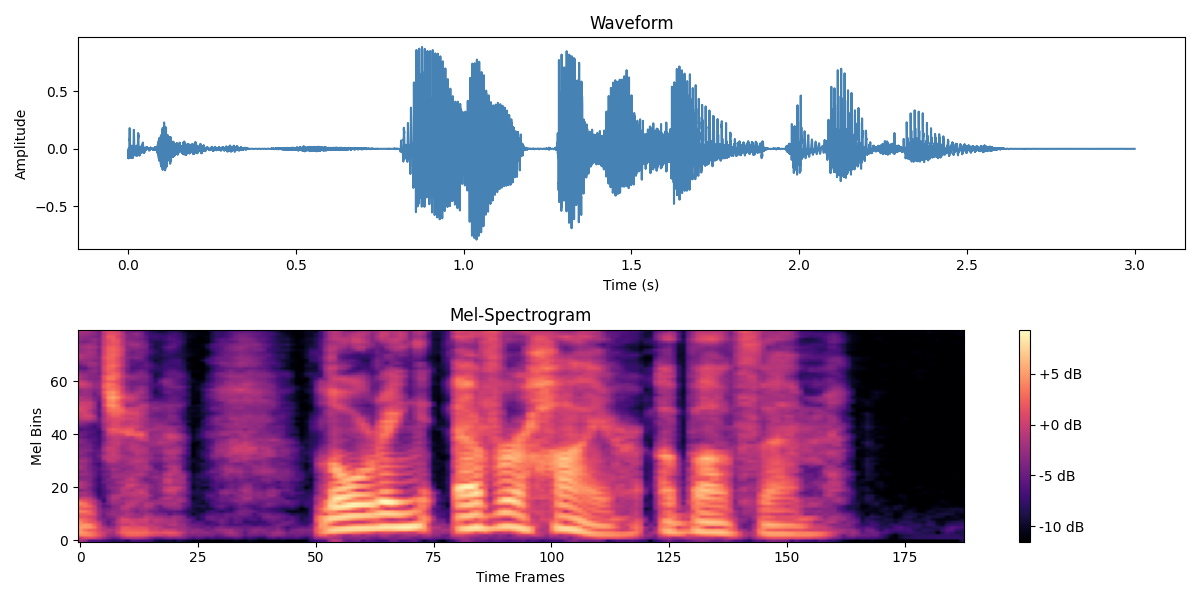 Waveform
Amplitude
0.5
0.0
−0.5
0.0 0.5 1.0 1.5 2.0 2.5 3.0
Time (s)
Mel-Spectrogram
Mel Bins
60
40
20
0
0 25 50 75 100 125 150 175
Time Frames
+5 dB
+0 dB
-5 dB
-10 dB